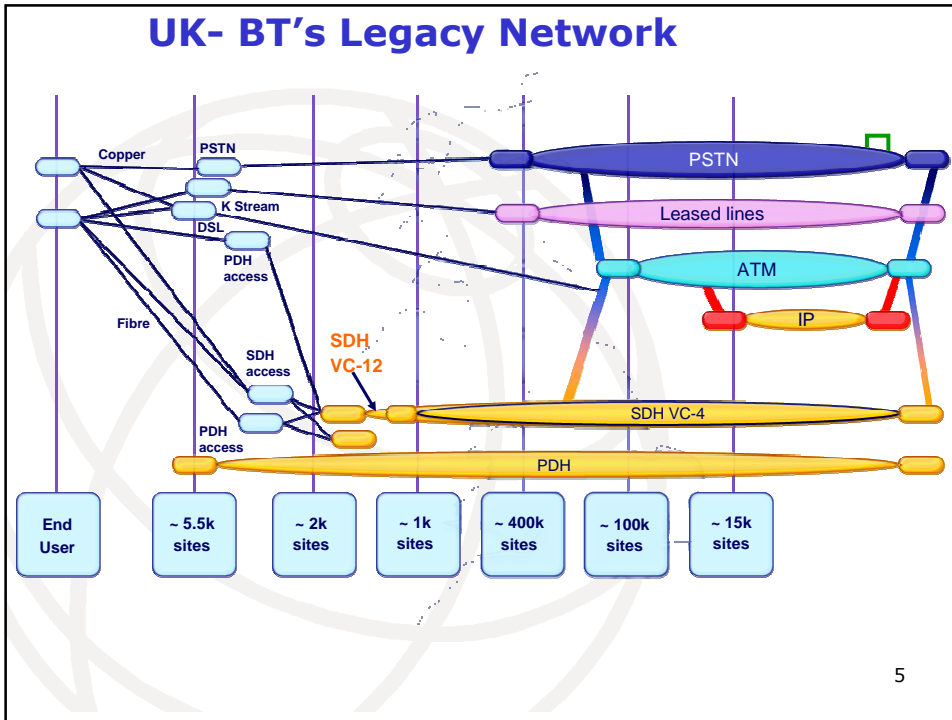 UK- BT's Legacy Network
PSTN
Copper
PSTN
K Stream
Leased lines
DSL
PDH
access
ATM
Fibre
IP
SDH
VC-12
SDH
access
SDH VC-4
PDH
access
PDH
End
User
~ 5.5k
sites
~ 2k
sites
~ 1k
sites
~ 400k
sites
~ 100k
sites
~ 15k
sites
5